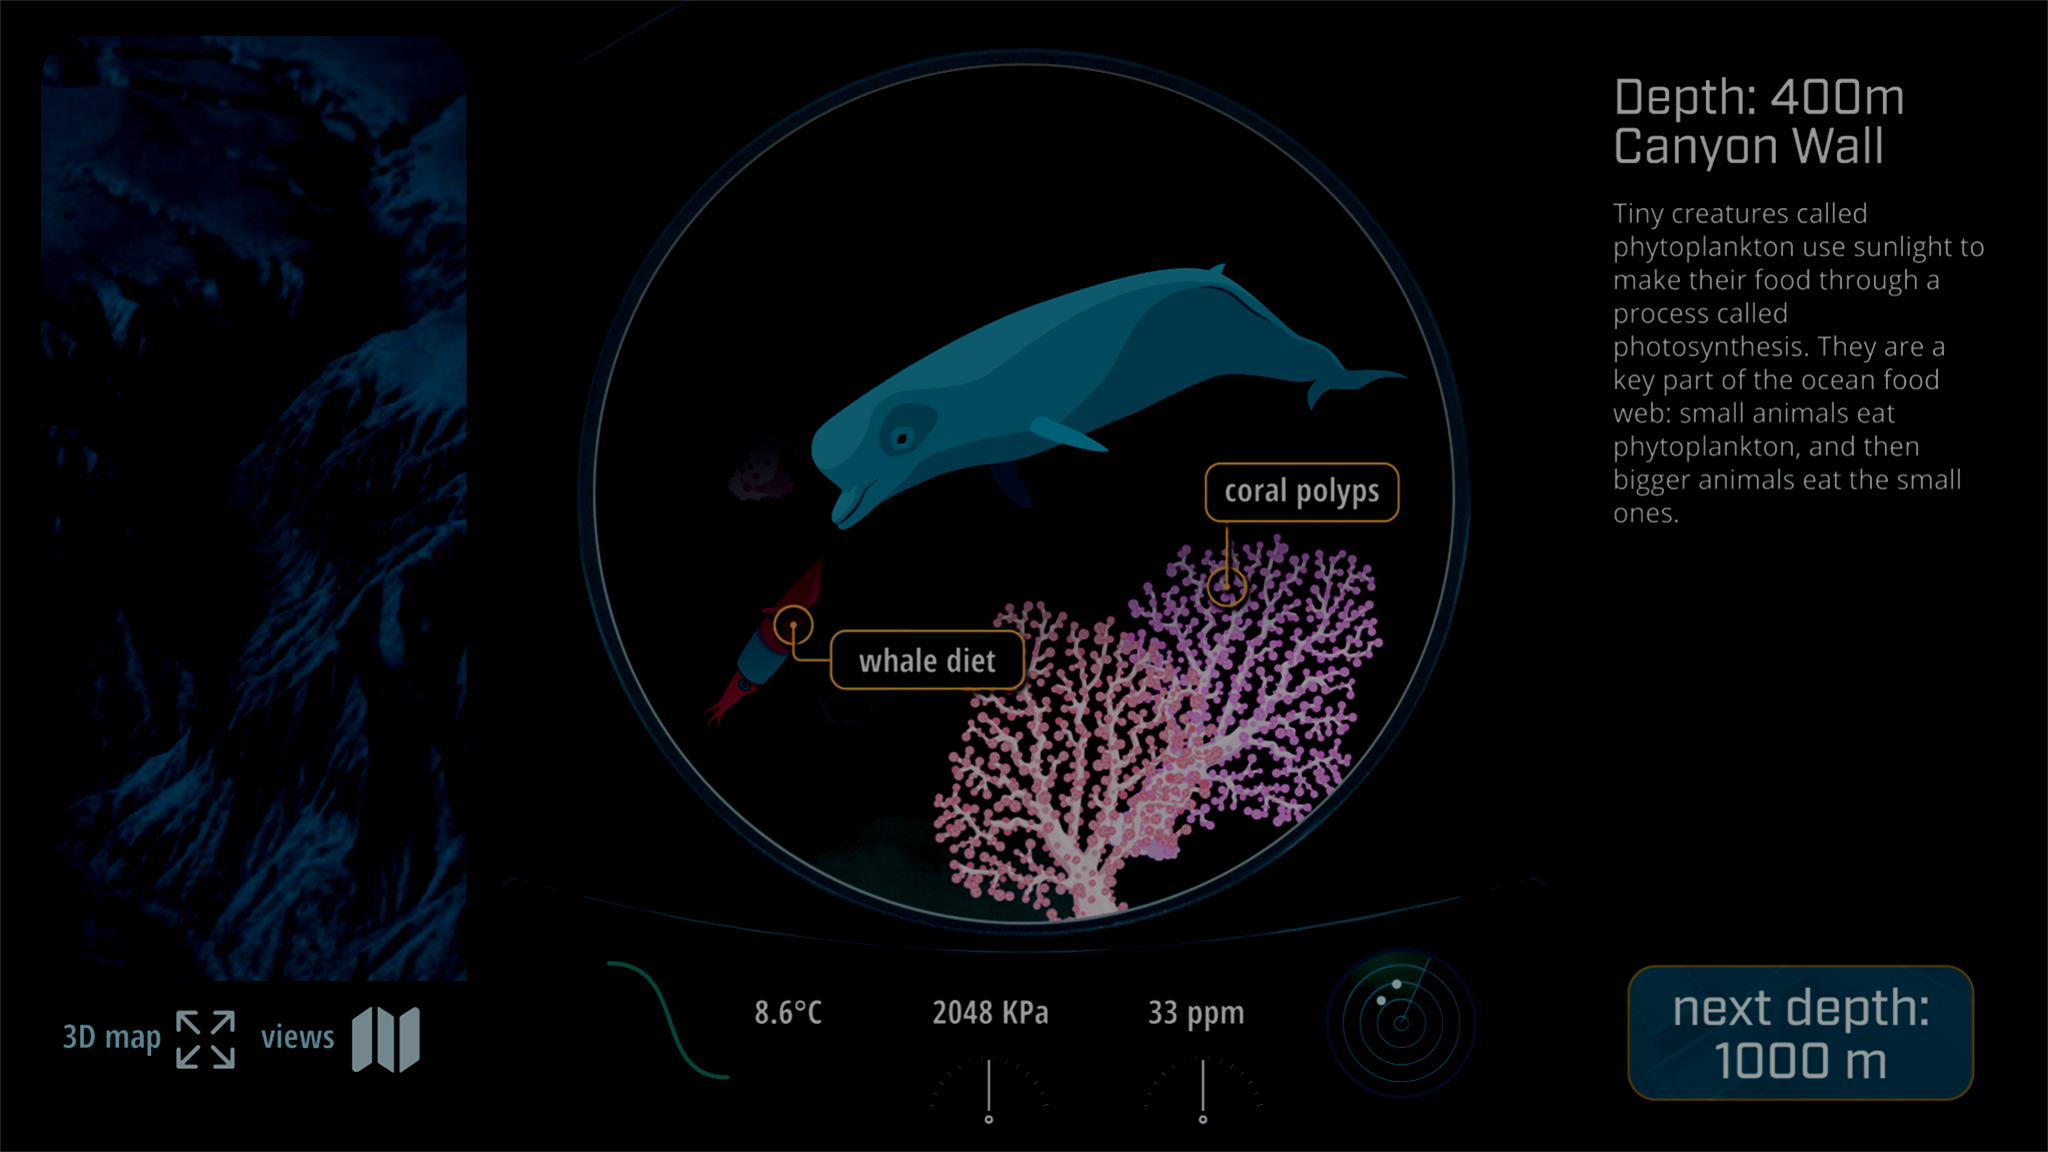 Depth: 400m
Canyon Wall
Tiny creatures called
phytoplankton use sunlight to
make their food through a
process called
photosynthesis. They are a
key part of the ocean food
web: small animals eat
phytoplankton, and then
bigger animals eat the small
ones.
coral polyps
whale diet
3D map
views
8.6°C
2048 KPa
33 ppm
next depth:
1000 m